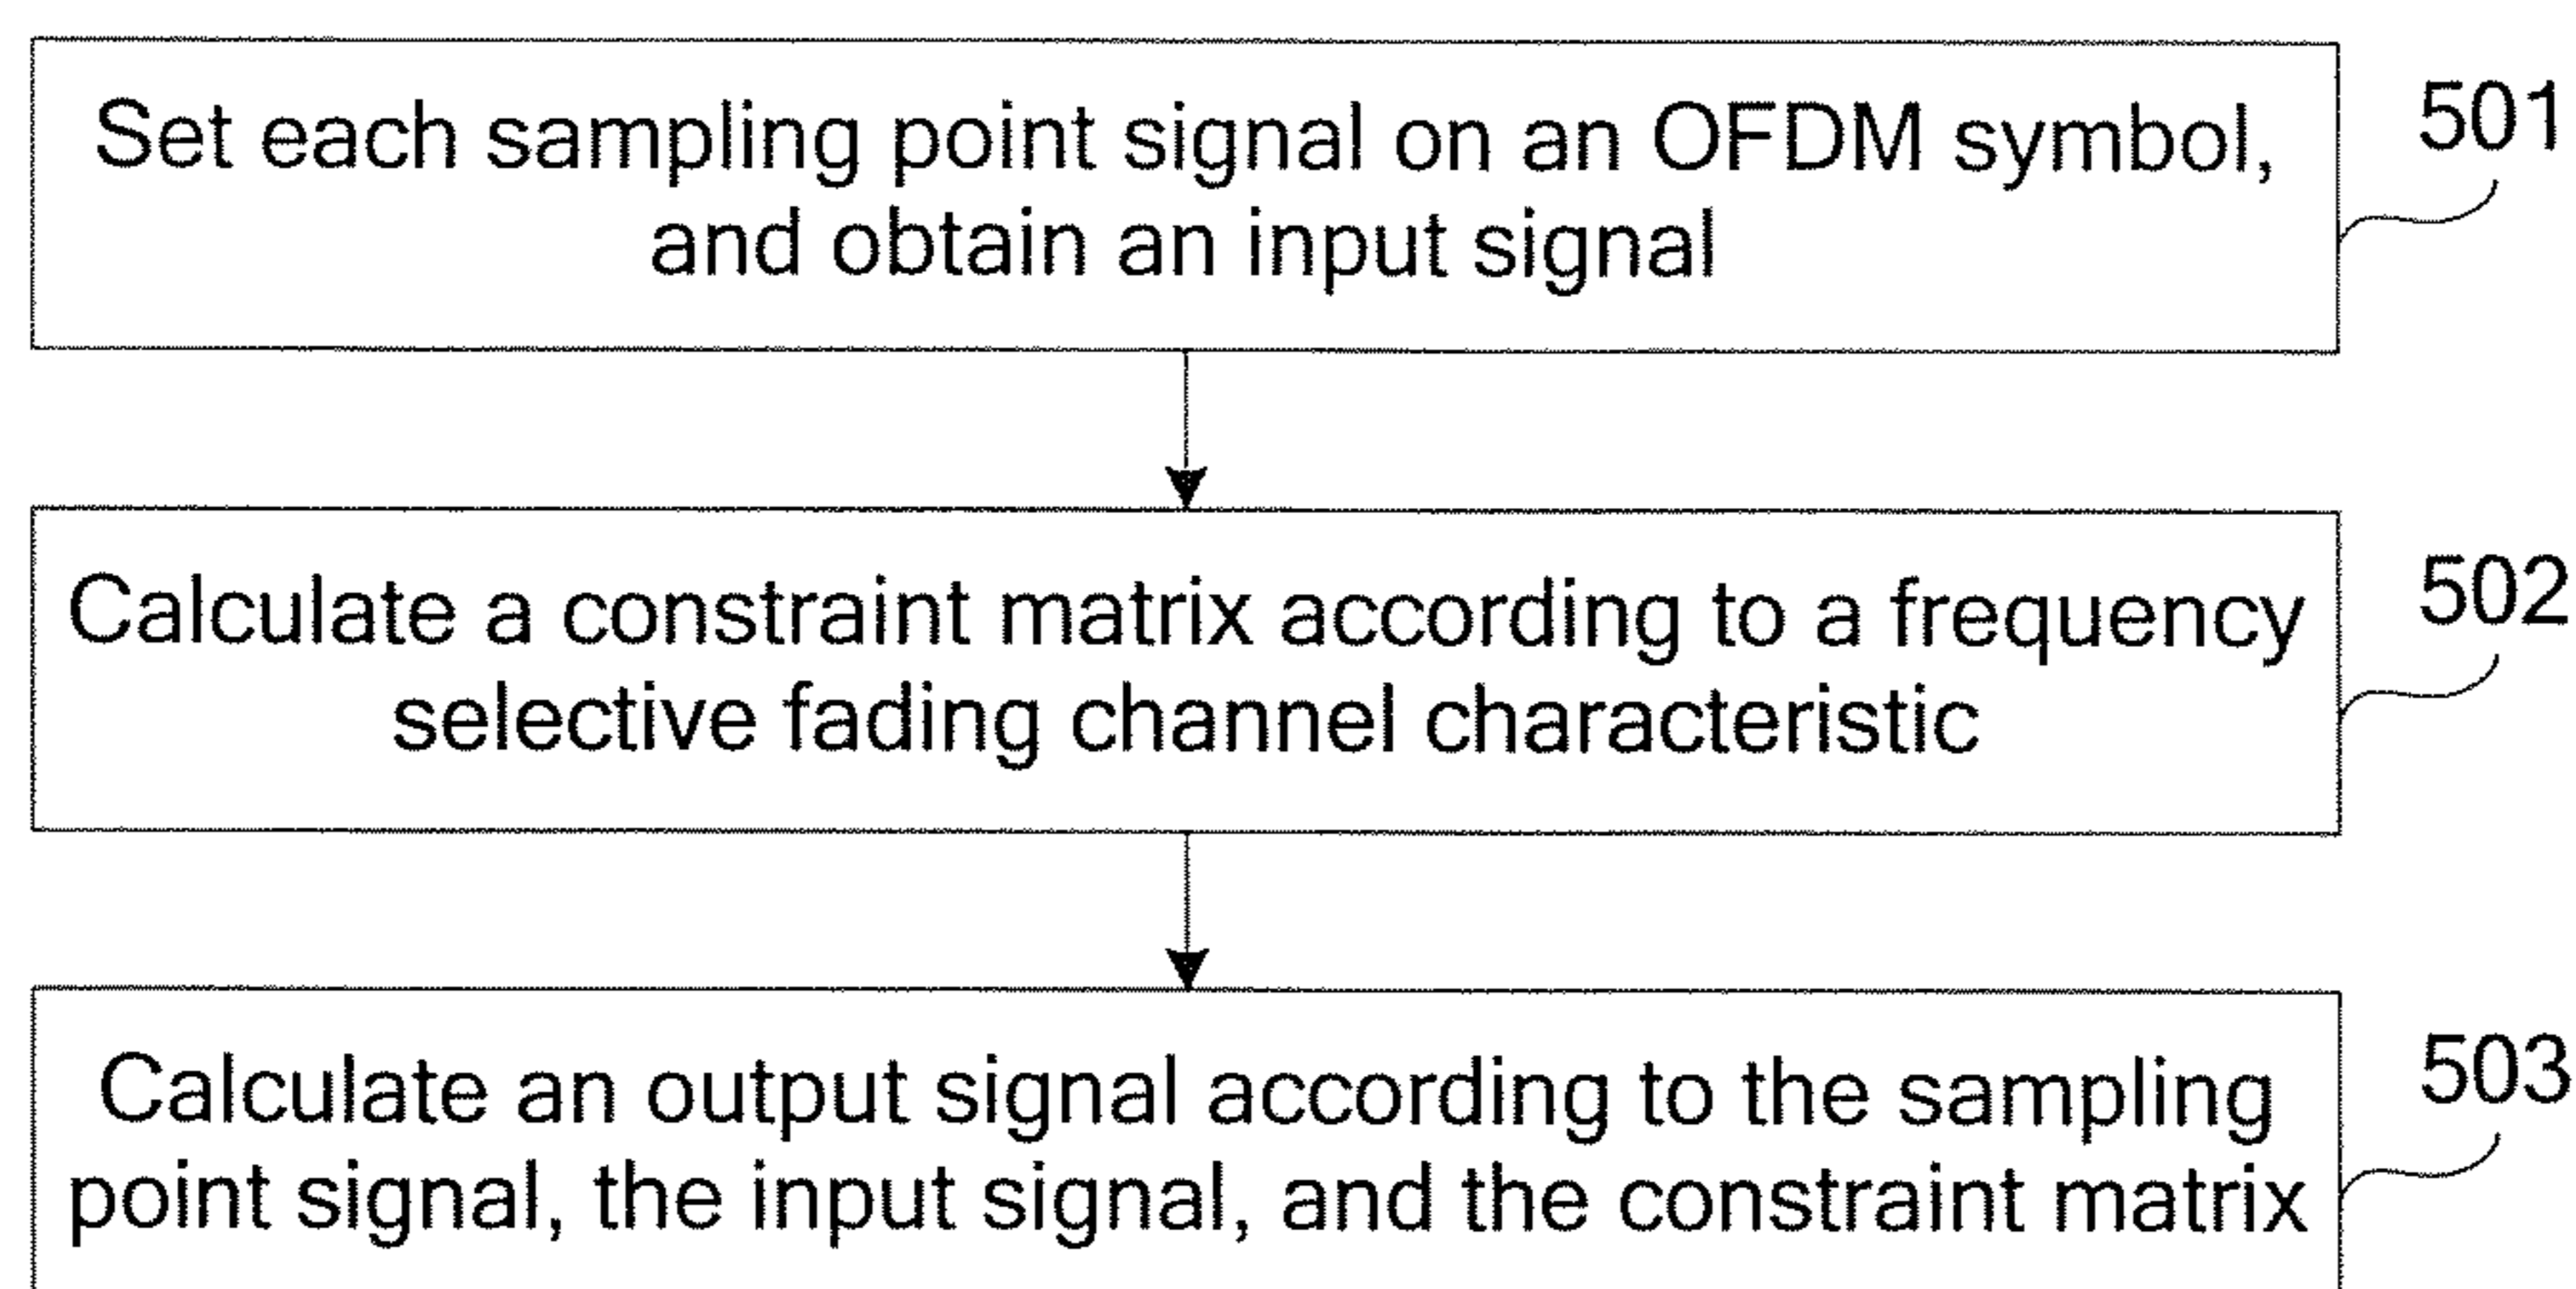 Set each sampling point signal on an OFDM symbol,
and obtain an input signal
501
Calculate a constraint matrix according to a frequency
selective fading channel characteristic
502
Calculate an output signal according to the sampling
point signal, the input signal, and the constraint matrix
503